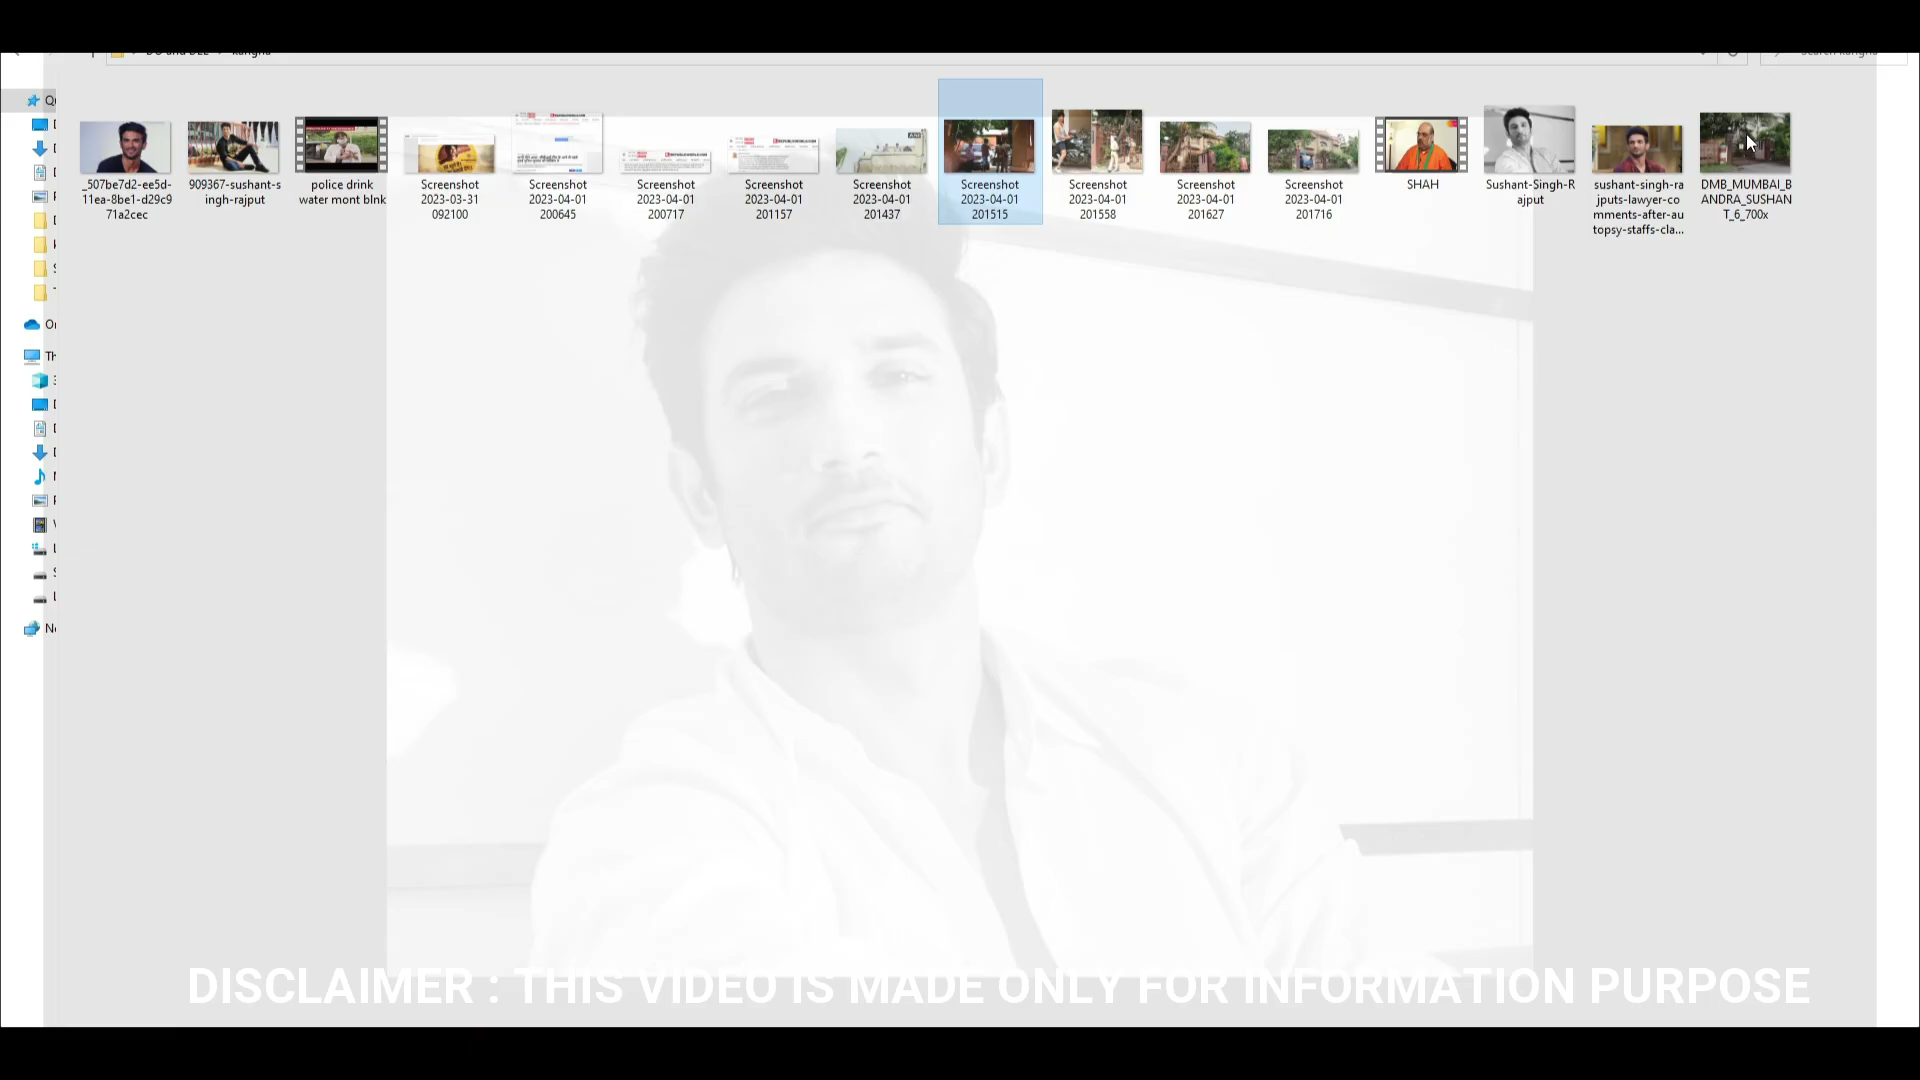 _507be7d2-ee5d-
11ea-8be1-d29c9
71a2cec
909367-sushant-s
ingh-rajput
police drink
water mont blnk
Screenshot
2023-03-31
092100
Screenshot
2023-04-01
200645
Screenshot
2023-04-01
200717
Screenshot
2023-04-01
201157
Screenshot
2023-04-01
201437
Screenshot
2023-04-01
201515
Screenshot
2023-04-01
201558
Screenshot
2023-04-01
201627
Screenshot
2023-04-01
201716
SHAH
Sushant-Singh-R
ajput
sushant-singh-ra
jputs-lawyer-co
mments-after-au
topsy-staffs-cla...
DMB_MUMBAI_B
ANDRA_SUSHAN
T_6_700x
DISCLAIMER : THIS VIDEO IS MADE ONLY FOR INFORMATION PURPOSE